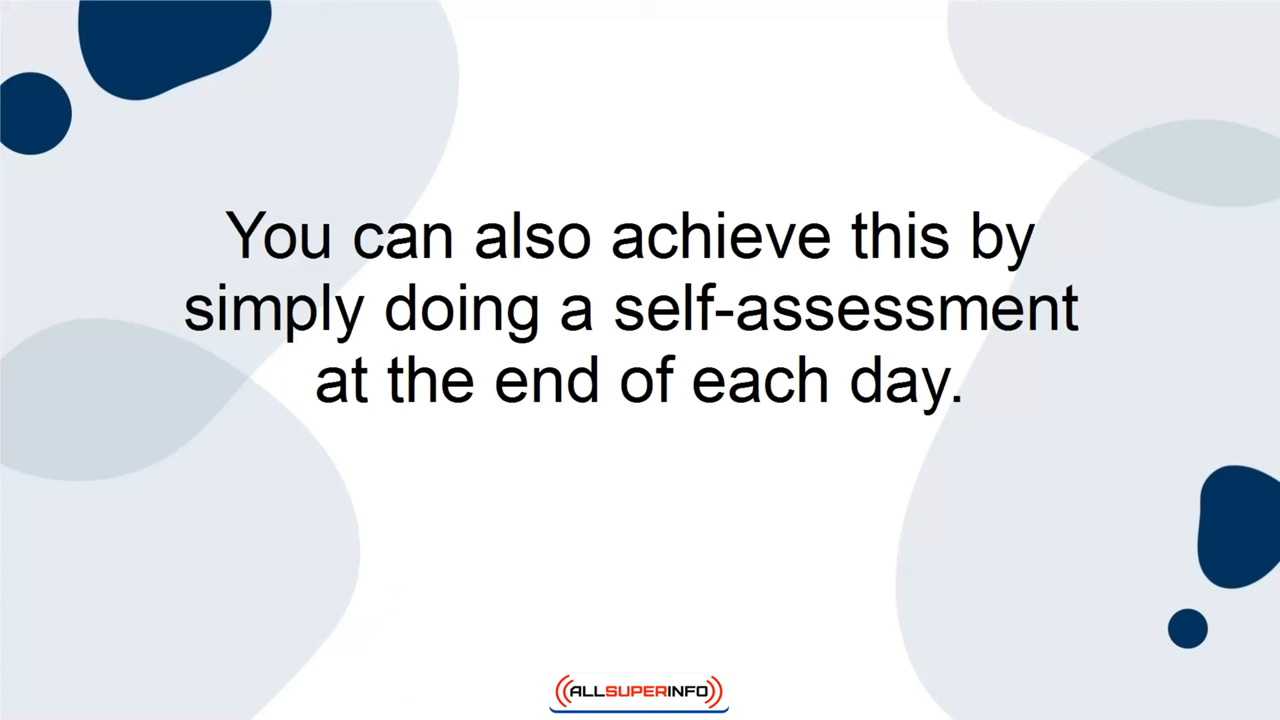 You can also achieve this by
simply doing a self-assessment
at the end of each day.
ALLSUPERINFO